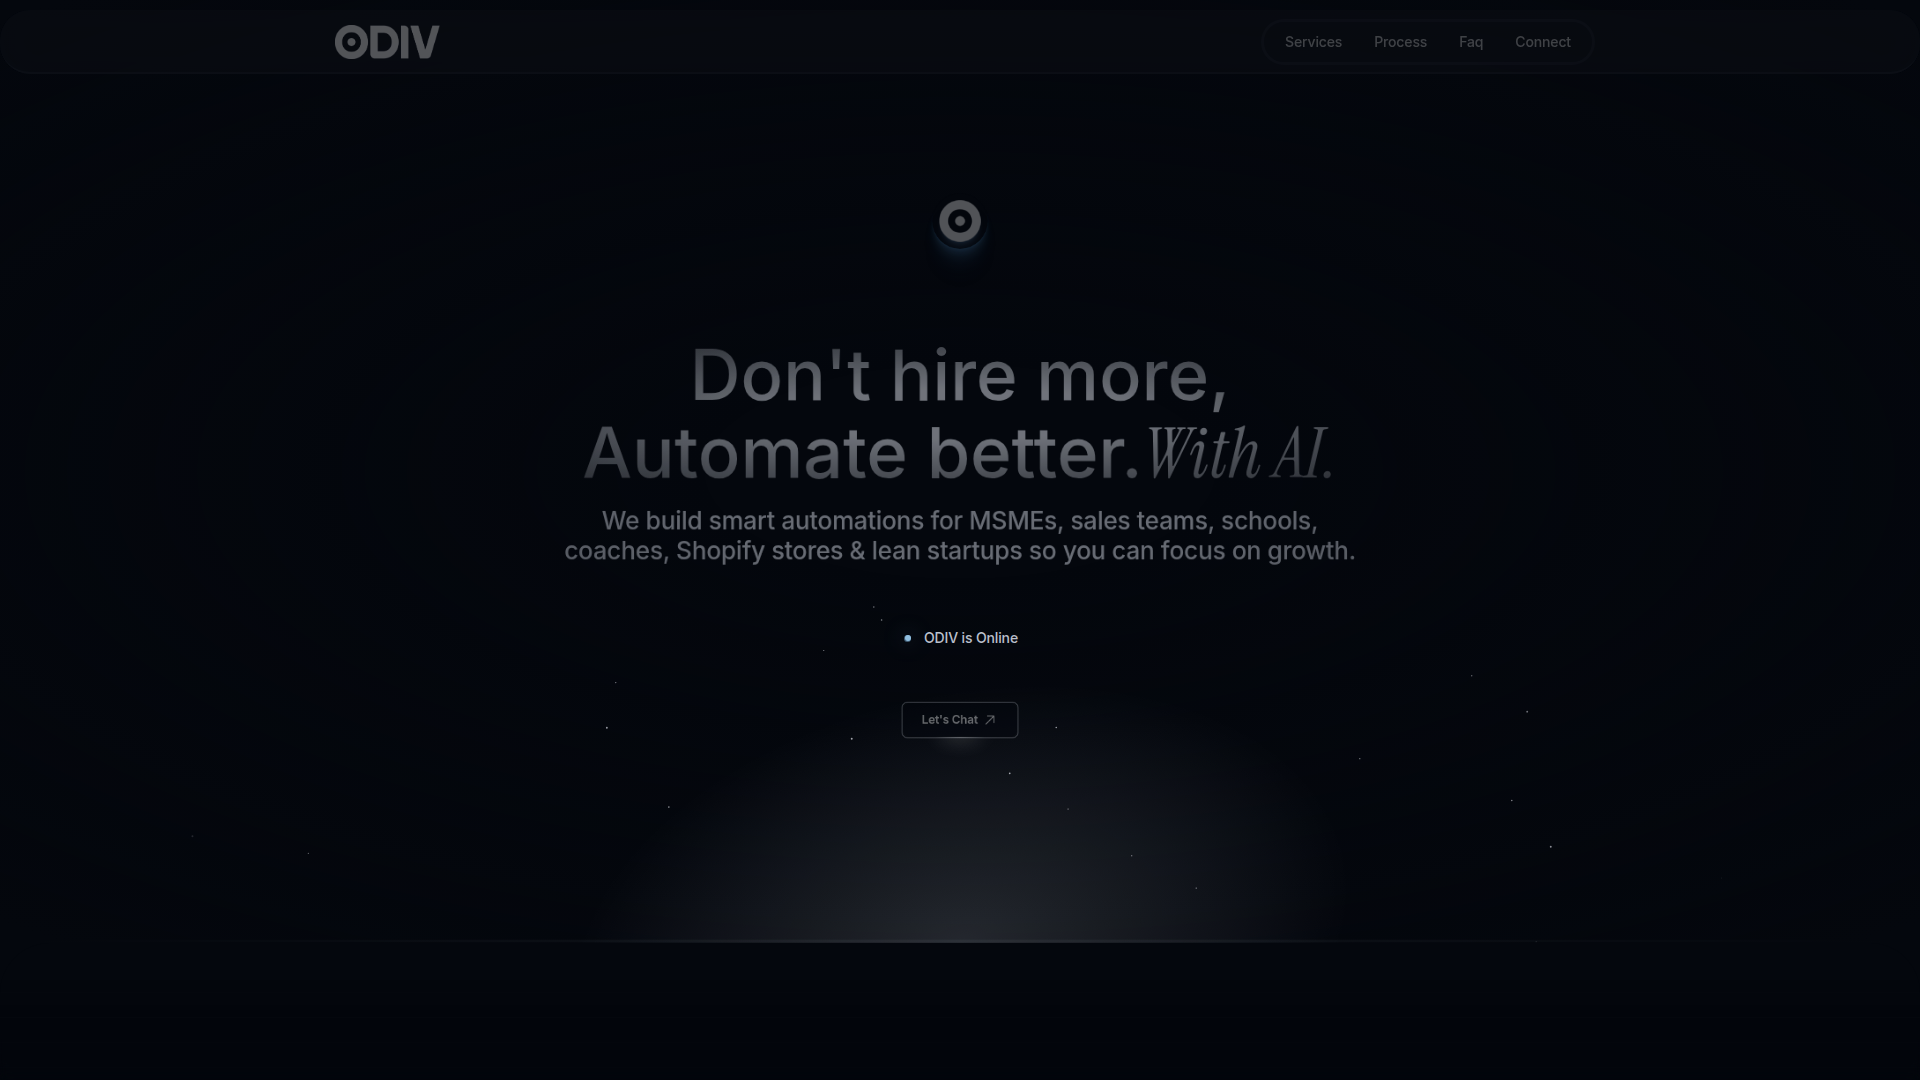 ODIV
Services
Process
Faq
Connect
Don't hire more,
Automate better. With AI.
We build smart automations for MSMEs, sales teams, schools,
coaches, Shopify stores & lean startups so you can focus on growth.
ODIV is Online
Let's Chat